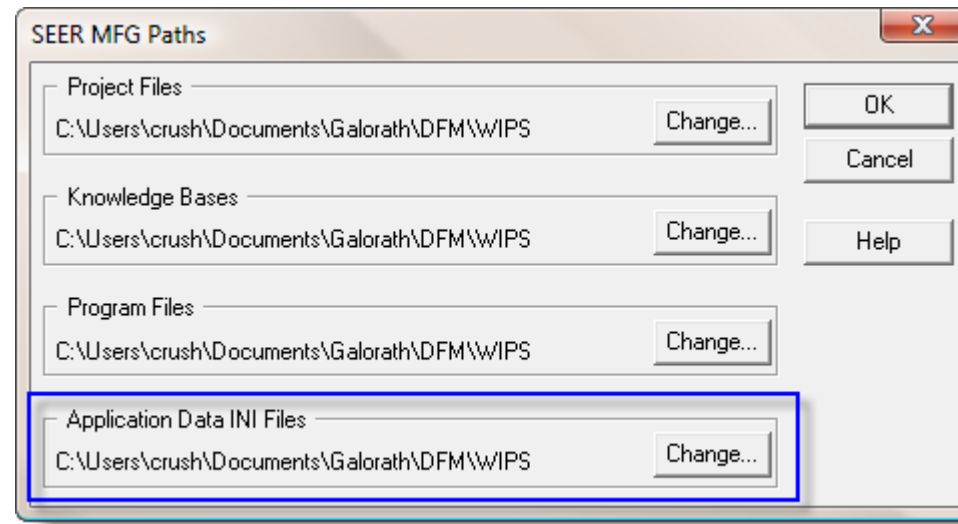 SEER MFG Paths
Project Files
C:\Users\crush\Documents\Galorath\DFM\WIPS
Change...
OK
Cancel
Knowledge Bases
C:\Users\crush\Documents\Galorath\DFM\WIPS
Change...
Help
Program Files
C:\Users\crush\Documents\Galorath\DFM\WIPS
Change...
Application Data INI Files
C:\Users\crush\Documents\Galorath\DFM\WIPS
Change...